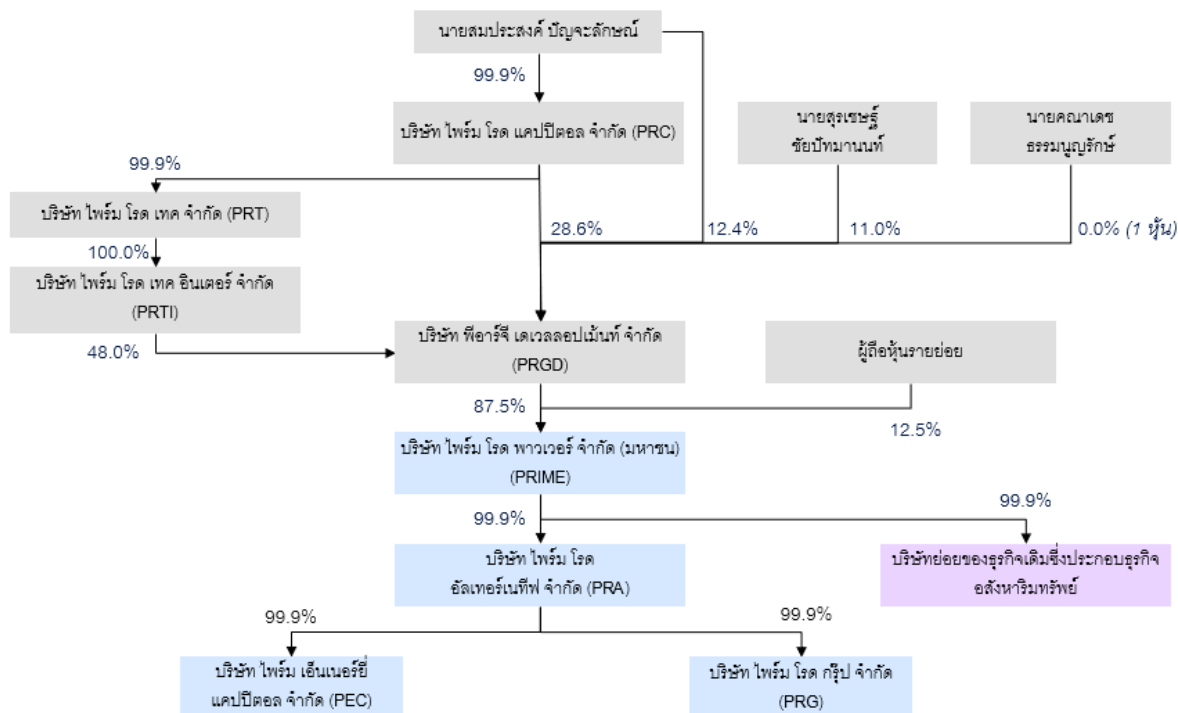 นายสมประสงค์ ปัญจะลักษณ์
99.9%
บริษัท ไพร์ม โรด แคปปิตอล จำกัด (PRC)
นายสุรเชษฐ์
ชัยปัทมานนท์
นายคณาเดช
ธรรมนูญรักษ์
99.9%
บริษัท ไพร์ม โรด เทค จำกัด (PRT)
28.6%
12.4%
11.0%
0.0% (1 หุ้น)
100.0%
บริษัท ไพร์ม โรด เทค อินเตอร์ จำกัด
(PRTI)
48.0%
บริษัท พีอาร์จี เดเวลลอปเม้นท์ จำกัด
(PRGD)
ผู้ถือหุ้นรายย่อย
87.5%
12.5%
บริษัท ไพร์ม โรด พาวเวอร์ จำกัด (มหาชน)
(PRIME)
99.9%
99.9%
บริษัท ไพร์ม โรด
อัลเทอร์เนทีฟ จำกัด (PRA)
บริษัทย่อยของธุรกิจเดิมซึ่งประกอบธุรกิจ
อสังหาริมทรัพย์
99.9%
99.9%
บริษัท ไพร์ม เอ็นเนอร์ยี่
แคปปิตอล จำกัด (PEC)
บริษัท ไพร์ม โรด กรุ๊ป จำกัด
(PRG)